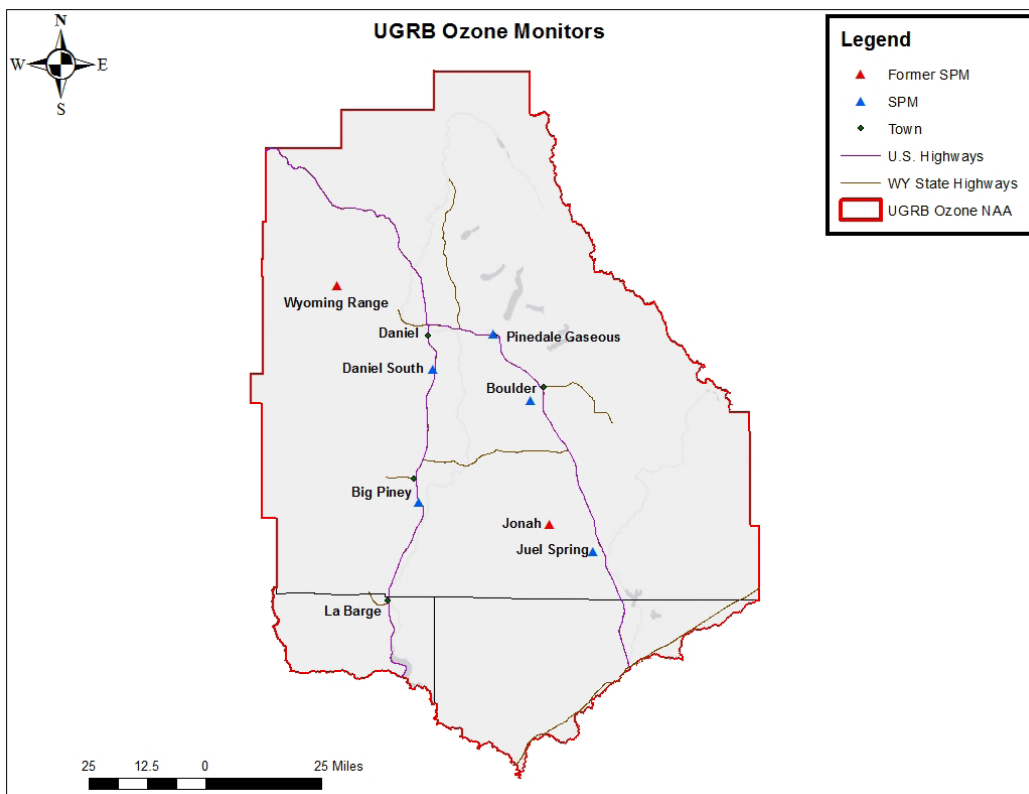 UGRB Ozone Monitors
N
W E
S
Legend
Former SPM
SPM
Town
U.S. Highways
WY State Highways
UGRB Ozone NAA
Wyoming Range
Daniel
Pinedale Gaseous
Daniel South
Boulder
Big Piney
Jonah
Juel Spring
La Barge
25 12.5 0 25 Miles